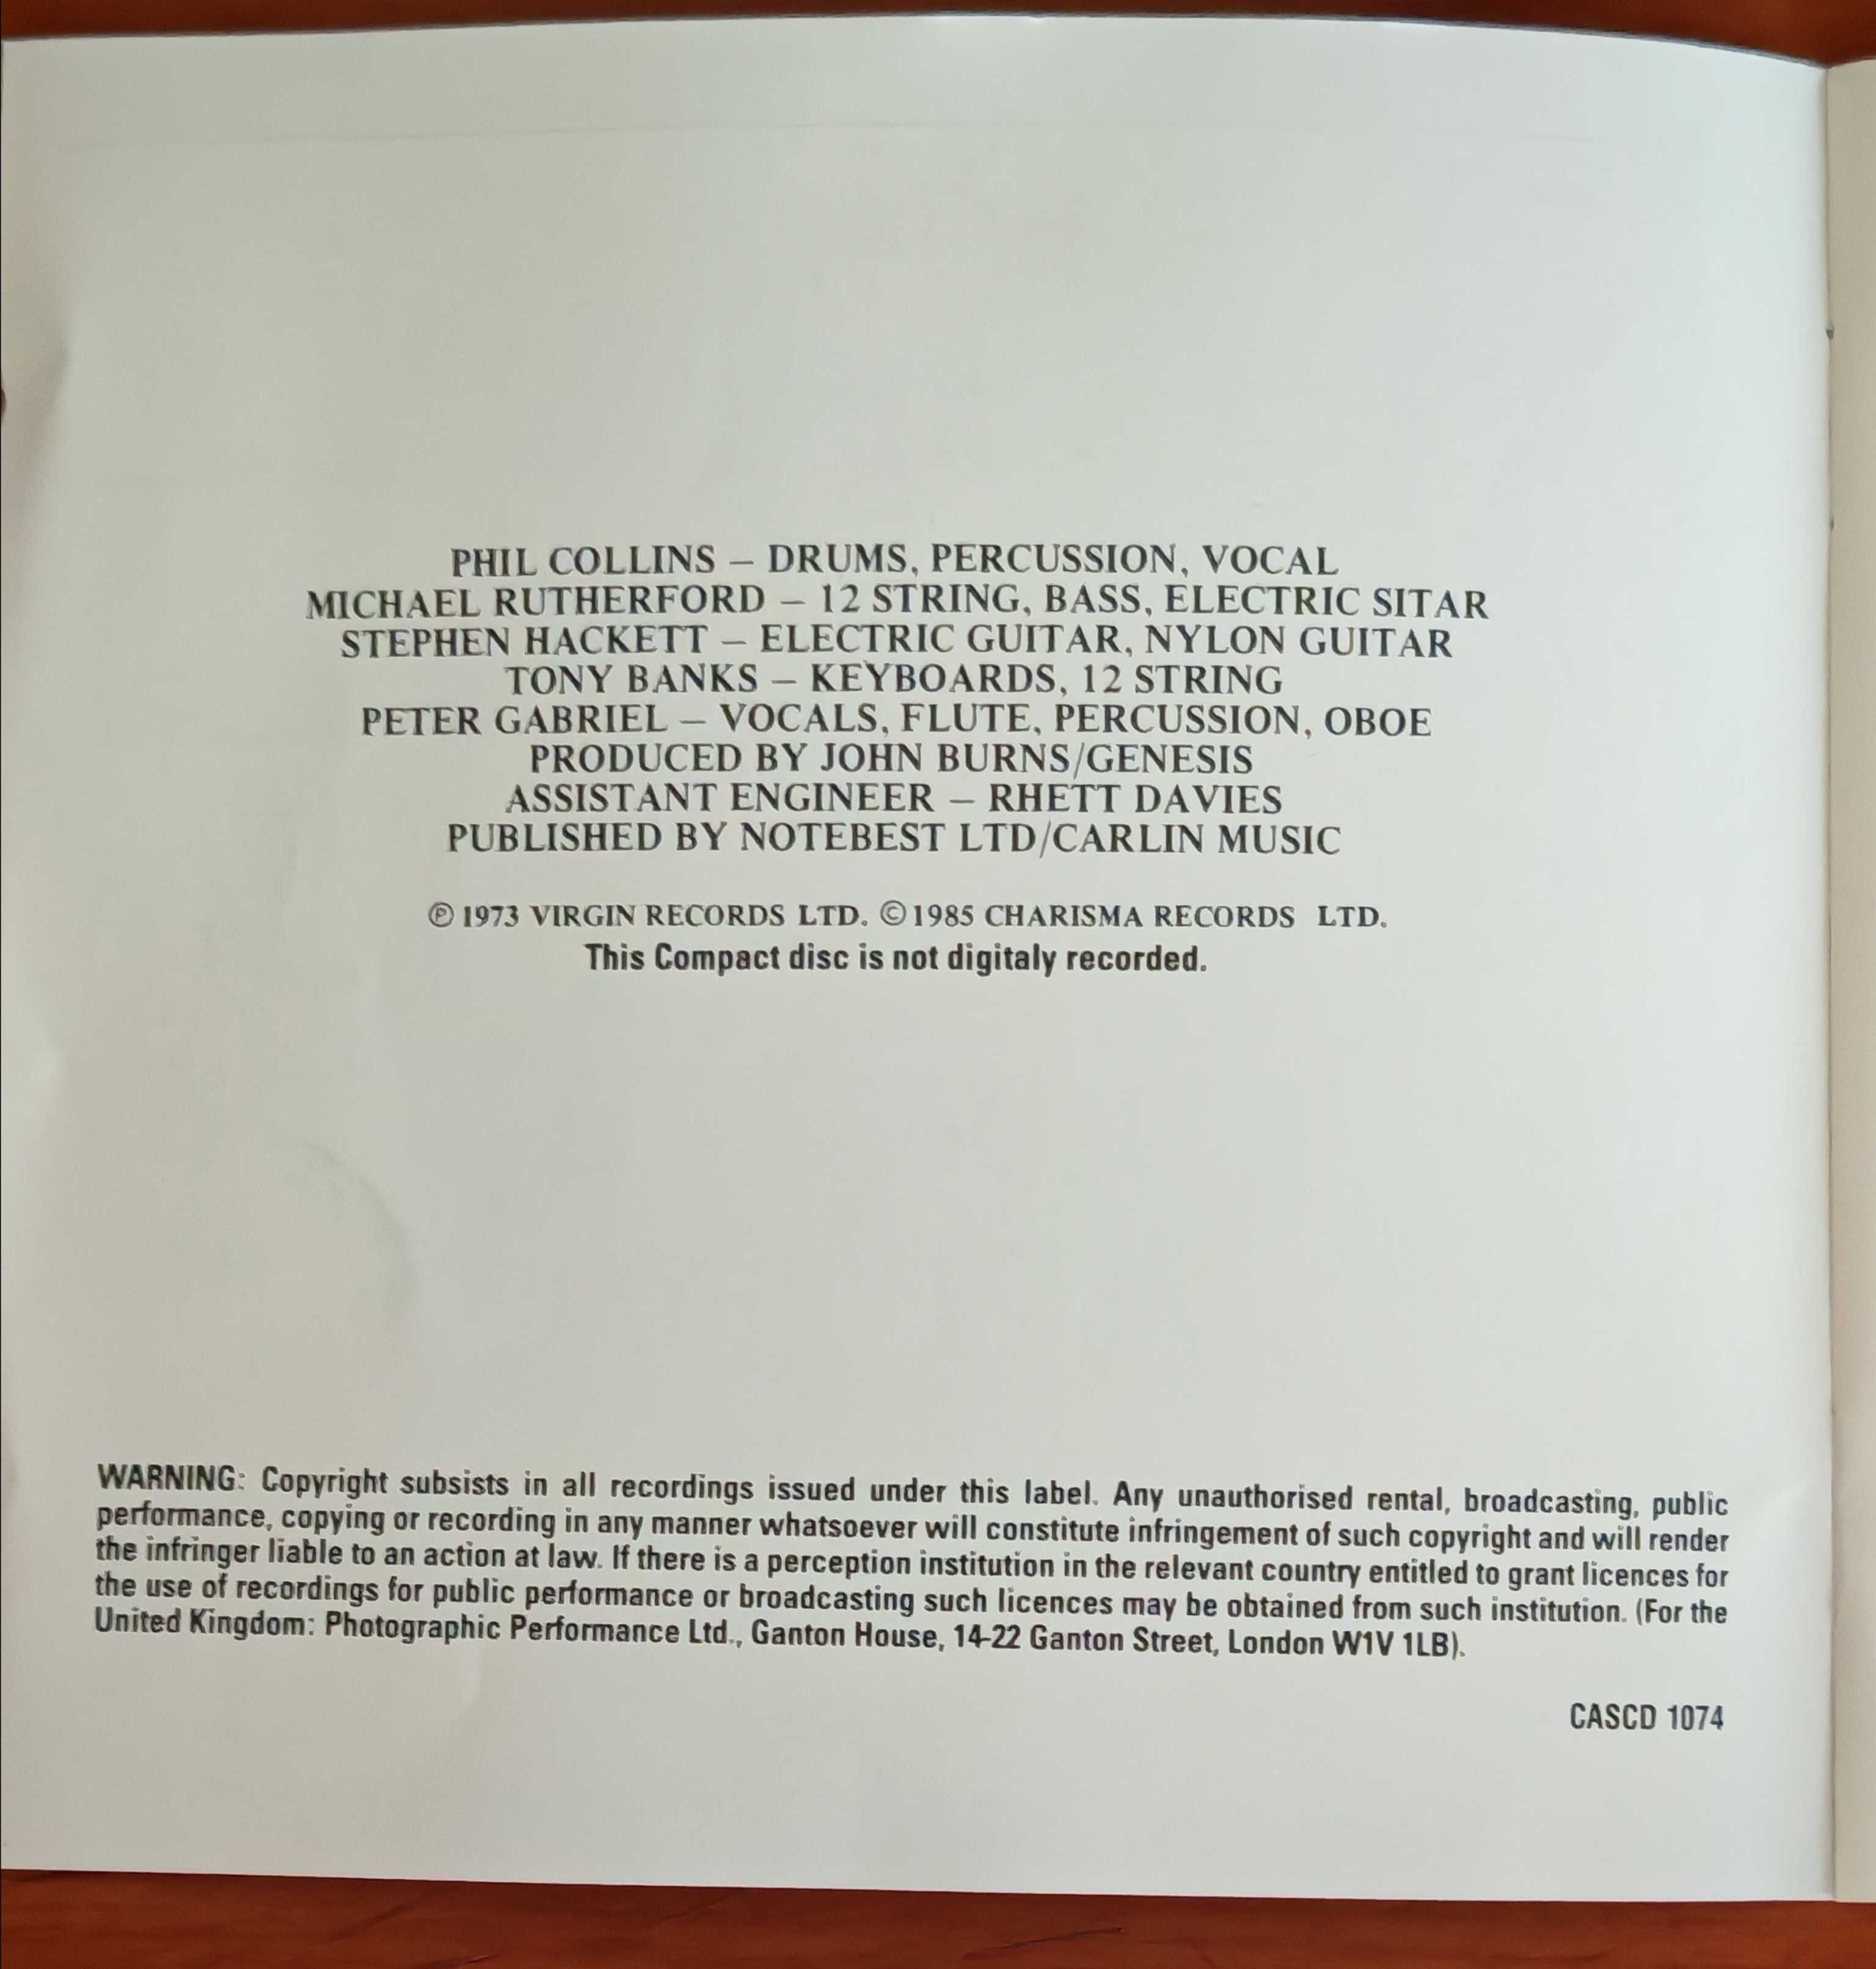 PHIL COLLINS – DRUMS, PERCUSSION, VOCAL
MICHAEL RUTHERFORD – 12 STRING, BASS, ELECTRIC SITAR
STEPHEN HACKETT – ELECTRIC GUITAR, NYLON GUITAR
TONY BANKS – KEYBOARDS, 12 STRING
PETER GABRIEL – VOCALS, FLUTE, PERCUSSION, OBOE
PRODUCED BY JOHN BURNS/GENESIS
ASSISTANT ENGINEER – RHETT DAVIES
PUBLISHED BY NOTEBEST LTD/CARLIN MUSIC
℗ 1973 VIRGIN RECORDS LTD. © 1985 CHARISMA RECORDS LTD.
This Compact disc is not digitaly recorded.
WARNING: Copyright subsists in all recordings issued under this label. Any unauthorised rental, broadcasting, public
performance, copying or recording in any manner whatsoever will constitute infringement of such copyright and will render
the infringer liable to an action at law. If there is a perception institution in the relevant country entitled to grant licences for
the use of recordings for public performance or broadcasting such licences may be obtained from such institution. (For the
United Kingdom: Photographic Performance Ltd., Ganton House, 14-22 Ganton Street, London W1V 1LB).
CASCD 1074